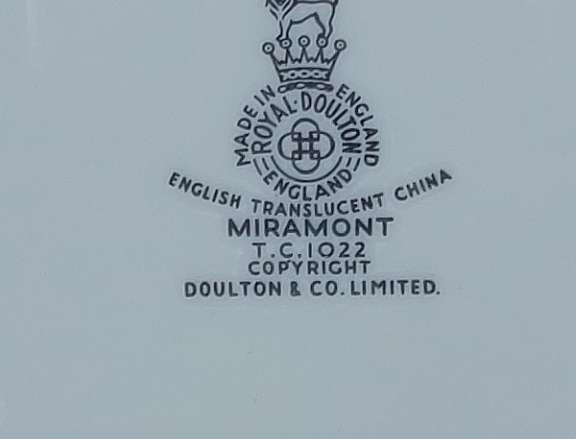 MADE IN ENGLAND
ROYAL·DOULTON
ENGLAND
ENGLISH TRANSLUCENT CHINA
MIRAMONT
T.C.1022
COPYRIGHT
DOULTON & CO. LIMITED.